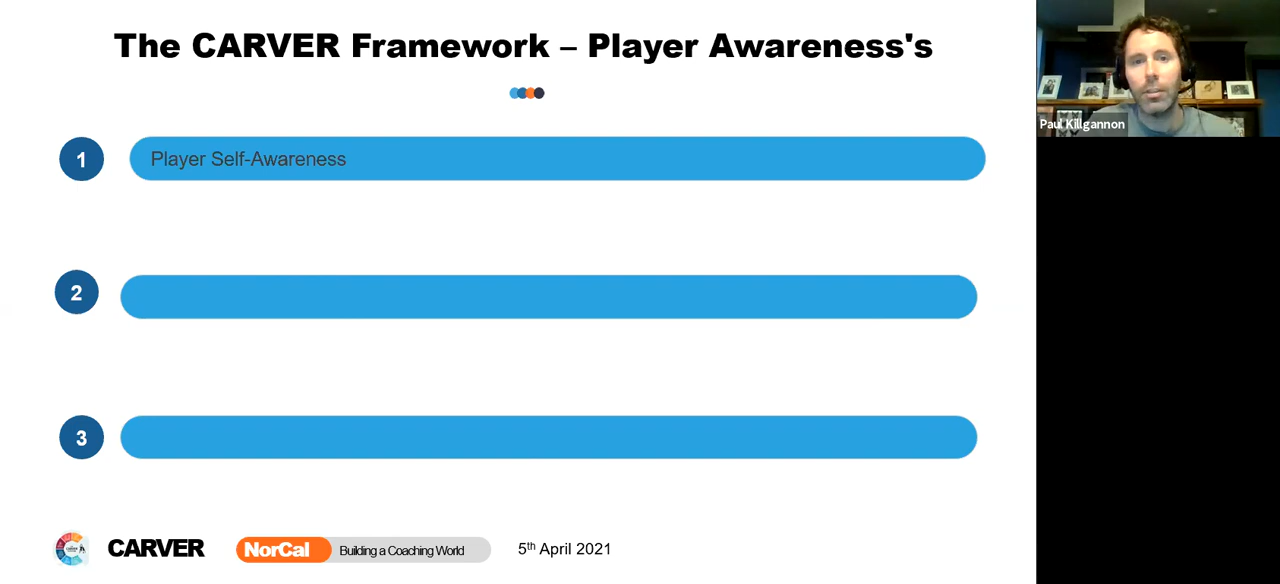 The CARVER Framework – Player Awareness's
Paul Killgannon
1 Player Self-Awareness
2
3
CARVER NorCal Building a Coaching World 5th April 2021